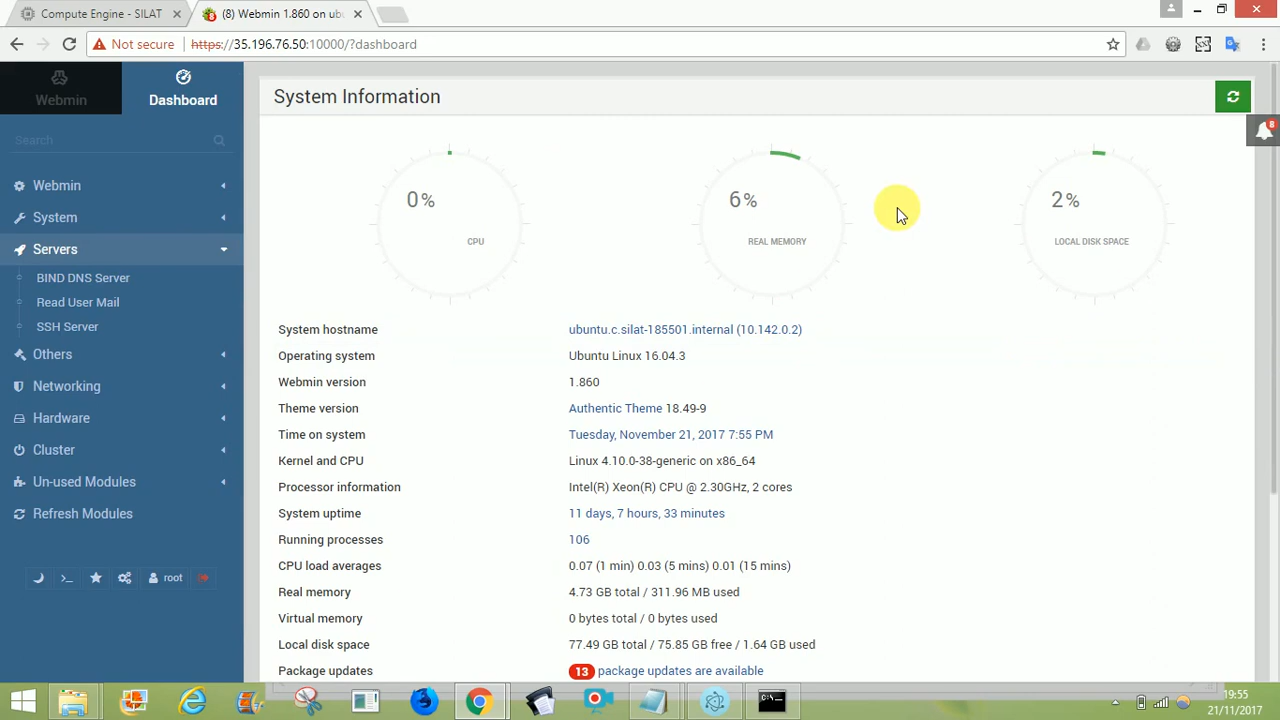 Compute Engine - SILAT
(8) Webmin 1.860 on ubu
Not secure
https://35.196.76.50:10000/?dashboard
Webmin
Dashboard
System Information
8
Search
0%
CPU
6%
REAL MEMORY
2%
LOCAL DISK SPACE
Webmin
System
Servers
BIND DNS Server
Read User Mail
SSH Server
Others
Networking
Hardware
Cluster
Un-used Modules
Refresh Modules
>_
root
System hostname ubuntu.c.silat-185501.internal (10.142.0.2)
Operating system Ubuntu Linux 16.04.3
Webmin version 1.860
Theme version Authentic Theme 18.49-9
Time on system Tuesday, November 21, 2017 7:55 PM
Kernel and CPU Linux 4.10.0-38-generic on x86_64
Processor information Intel(R) Xeon(R) CPU @ 2.30GHz, 2 cores
System uptime 11 days, 7 hours, 33 minutes
Running processes 106
CPU load averages 0.07 (1 min) 0.03 (5 mins) 0.01 (15 mins)
Real memory 4.73 GB total / 311.96 MB used
Virtual memory 0 bytes total / 0 bytes used
Local disk space 77.49 GB total / 75.85 GB free / 1.64 GB used
Package updates 13 package updates are available
19:55
21/11/2017